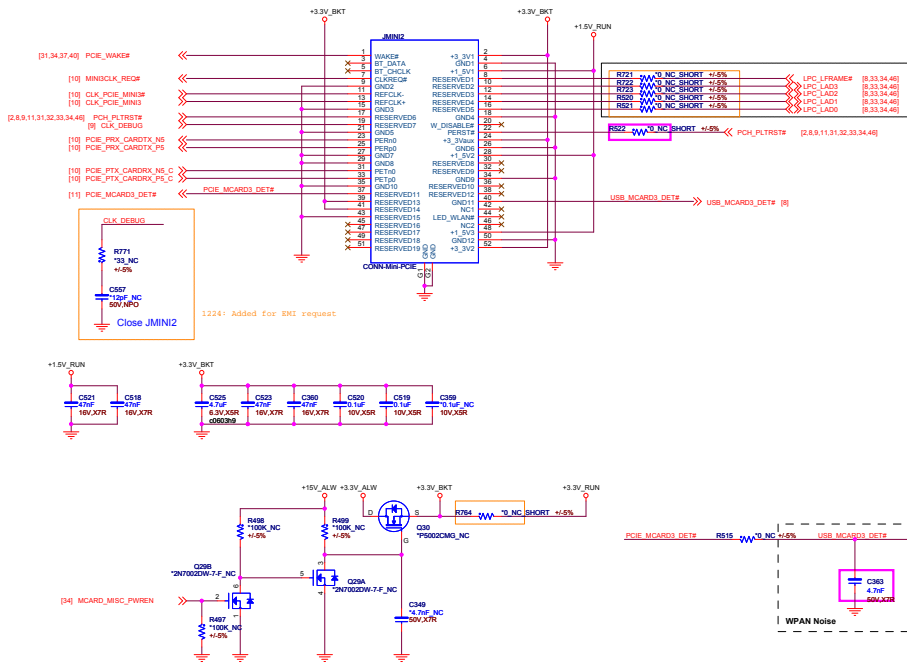 +3.3V_BKT
+3.3V_BKT
+1.5V_RUN
JMINI2
[31,34,37,40] PCIE_WAKE#
1 WAKE# +3_3V1 2
3 BT_DATA GND1 4
5 BT_CHCLK +1_5V1 6
[10] MINI3CLK_REQ#
7 CLKREQ# RESERVED1 8
9 GND2 RESERVED2 10
[10] CLK_PCIE_MINI3#
11 REFCLK- RESERVED3 12
[10] CLK_PCIE_MINI3
13 REFCLK+ RESERVED4 14
15 GND3 RESERVED5 16
[2,8,9,11,31,32,33,34,46] PCH_PLTRST#
17 RESERVED6 GND4 18
[9] CLK_DEBUG
19 RESERVED7 W_DISABLE# 20
21 GND5 PERST# 22
[10] PCIE_PRX_CARDTX_N5
23 PERn0 +3_3Vaux 24
[10] PCIE_PRX_CARDTX_P5
25 PERp0 GND6 26
27 GND7 +1_5V2 28
29 GND8 RESERVED8 30
[10] PCIE_PTX_CARDRX_N5_C
31 PETn0 RESERVED9 32
[10] PCIE_PTX_CARDRX_P5_C
33 PETp0 GND9 34
35 GND10 RESERVED10 36
[11] PCIE_MCARD3_DET#
PCIE_MCARD3_DET#
37 RESERVED11 RESERVED12 38
39 RESERVED13 GND11 40
41 RESERVED14 NC1 42
43 RESERVED15 LED_WLAN# 44
45 RESERVED16 NC2 46
47 RESERVED17 +1_5V3 48
49 RESERVED18 GND12 50
51 RESERVED19 +3_3V2 52
GND
GND
G1
G2
CONN-Mini-PCIE
R721 *0_NC_SHORT +/-5% LPC_LFRAME# [8,33,34,46]
R722 *0_NC_SHORT +/-5% LPC_LAD3 [8,33,34,46]
R723 *0_NC_SHORT +/-5% LPC_LAD2 [8,33,34,46]
R520 *0_NC_SHORT +/-5% LPC_LAD1 [8,33,34,46]
R521 *0_NC_SHORT +/-5% LPC_LAD0 [8,33,34,46]
R522 *0_NC_SHORT +/-5% PCH_PLTRST# [2,8,9,11,31,32,33,34,46]
USB_MCARD3_DET#
USB_MCARD3_DET# [8]
CLK_DEBUG
R771
*33_NC
+/-5%
C557
*12pF_NC
50V,NPO
Close JMINI2
1224: Added for EMI request
+1.5V_RUN
C521
47nF
16V,X7R
C518
47nF
16V,X7R
+3.3V_BKT
C525
4.7uF
6.3V,X5R
c0603h9
C523
47nF
16V,X7R
C360
47nF
16V,X7R
C520
0.1uF
10V,X5R
C519
0.1uF
10V,X5R
C359
*0.1uF_NC
10V,X5R
+15V_ALW
+3.3V_ALW
+3.3V_BKT
+3.3V_RUN
R498
*100K_NC
+/-5%
R499
*100K_NC
+/-5%
D
S
G
Q30
*P5002CMG_NC
R764 *0_NC_SHORT +/-5%
Q29B
*2N7002DW-7-F_NC
6
2
1
Q29A
*2N7002DW-7-F_NC
3
5
4
[34] MCARD_MISC_PWREN
R497
*100K_NC
+/-5%
C349
*4.7nF_NC
50V,X7R
PCIE_MCARD3_DET# R515 *0_NC +/-5% USB_MCARD3_DET#
C363
4.7nF
50V,X7R
WPAN Noise